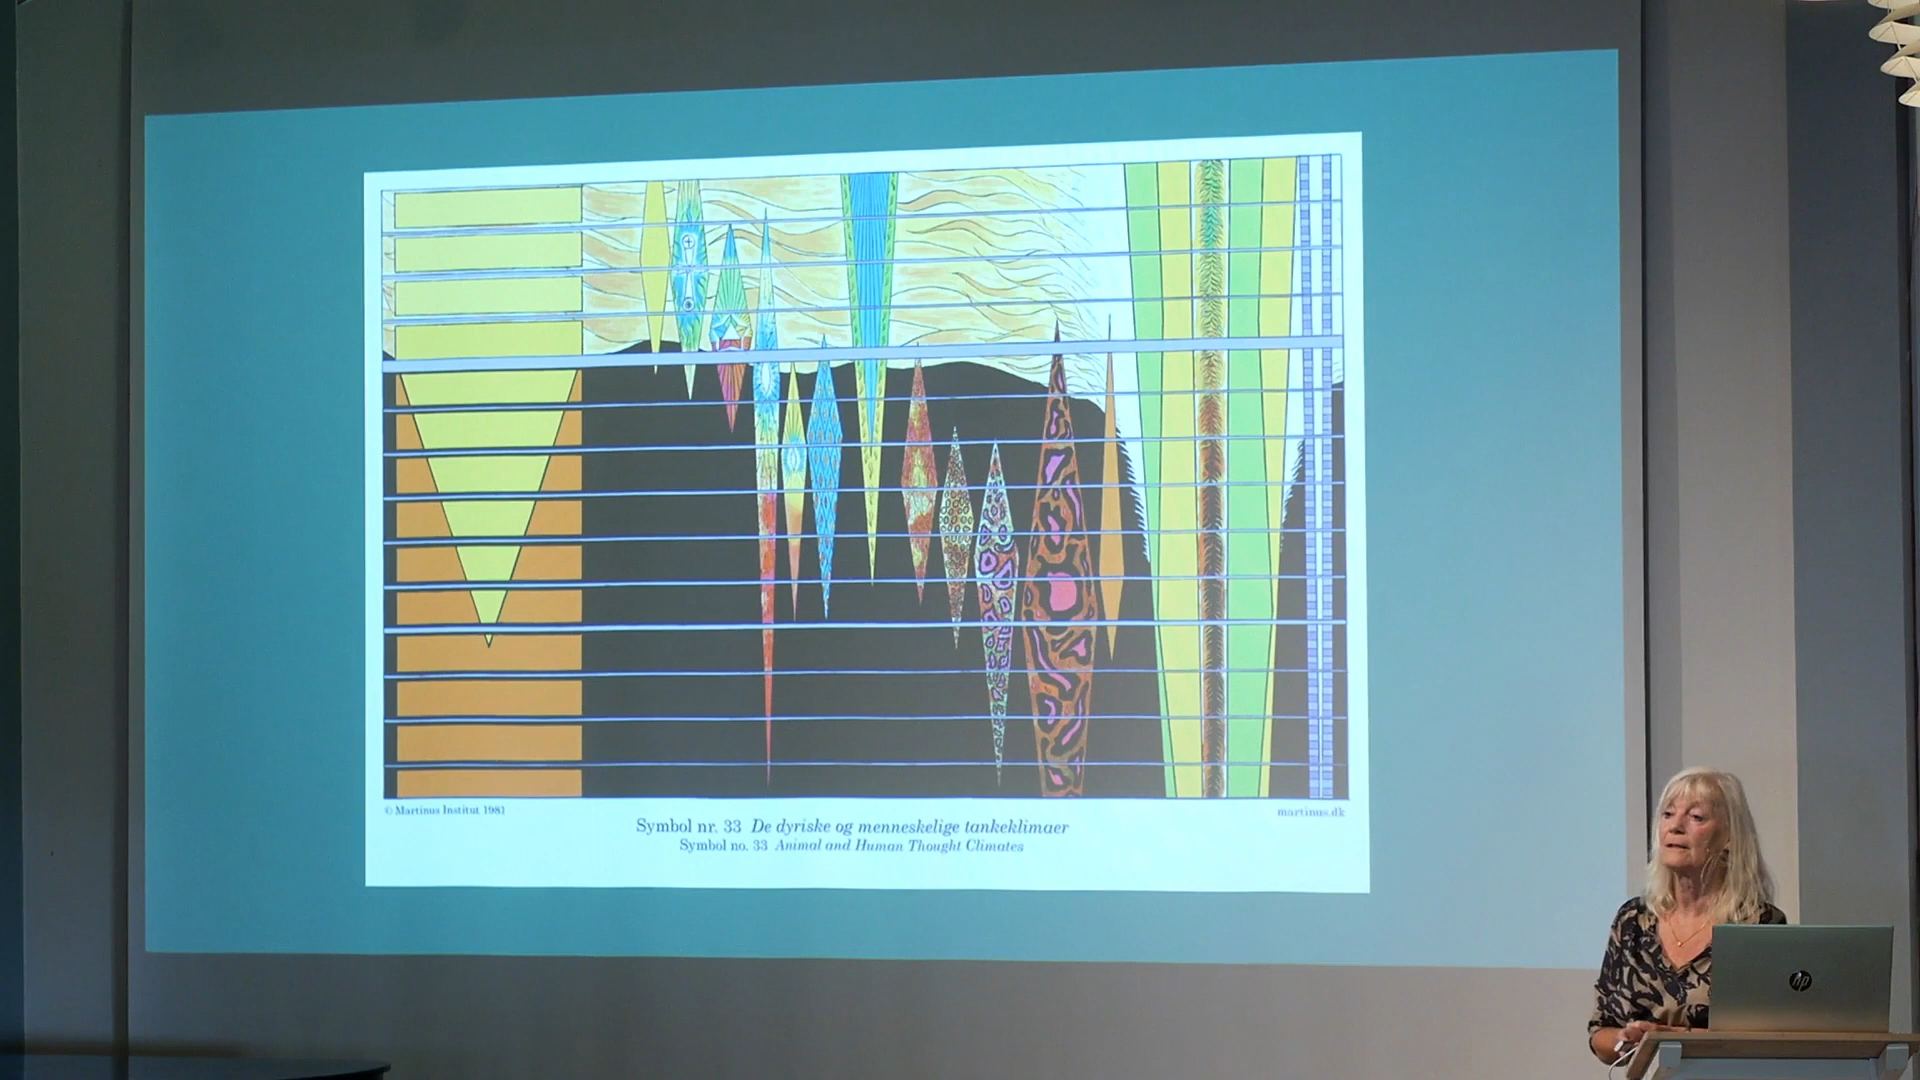 © Martinus Institut 1981
martinus.dk
Symbol nr. 33 De dyriske og menneskelige tankeklimaer
Symbol no. 33 Animal and Human Thought Climates
hp